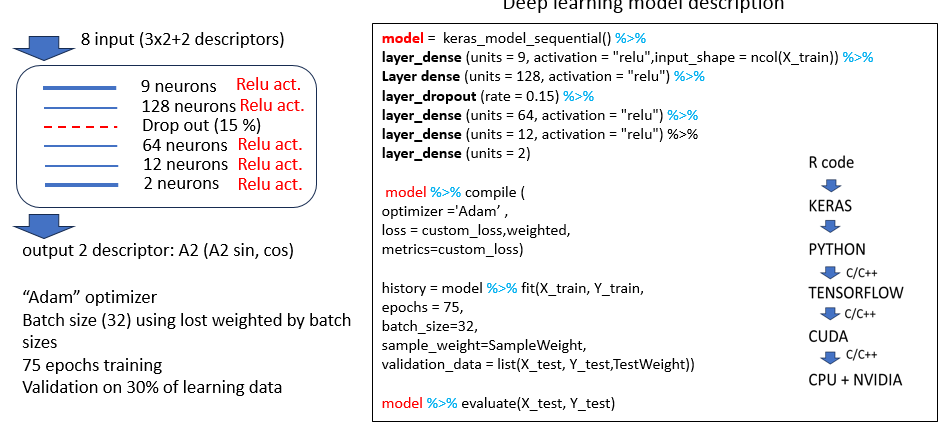 Deep learning model description
8 input (3x2+2 descriptors)
9 neurons Relu act.
128 neurons Relu act.
Drop out (15 %)
64 neurons Relu act.
12 neurons Relu act.
2 neurons Relu act.
output 2 descriptor: A2 (A2 sin, cos)
“Adam” optimizer
Batch size (32) using lost weighted by batch
sizes
75 epochs training
Validation on 30% of learning data
model = keras_model_sequential() %>%
layer_dense (units = 9, activation = "relu",input_shape = ncol(X_train)) %>%
Layer dense (units = 128, activation = "relu") %>%
layer_dropout (rate = 0.15) %>%
layer_dense (units = 64, activation = "relu") %>%
layer_dense (units = 12, activation = "relu") %>%
layer_dense (units = 2)
model %>% compile (
optimizer ='Adam’ ,
loss = custom_loss,weighted,
metrics=custom_loss)
history = model %>% fit(X_train, Y_train,
epochs = 75,
batch_size=32,
sample_weight=SampleWeight,
validation_data = list(X_test, Y_test,TestWeight))
model %>% evaluate(X_test, Y_test)
R code
KERAS
PYTHON
C/C++
TENSORFLOW
C/C++
CUDA
C/C++
CPU + NVIDIA